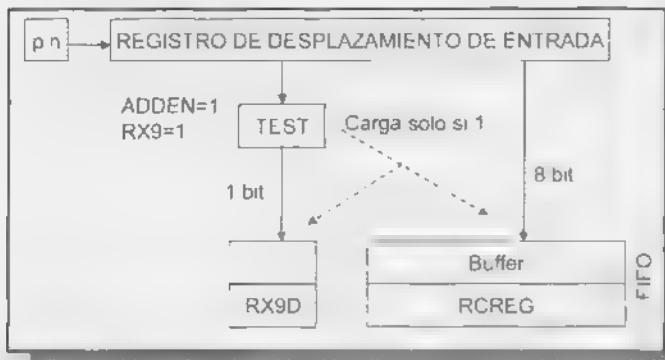 pin
REGISTRO DE DESPLAZAMIENTO DE ENTRADA
ADDEN=1
RX9=1
TEST
Carga solo si 1
1 bit
8 bit
Buffer
RX9D
RCREG
FIFO